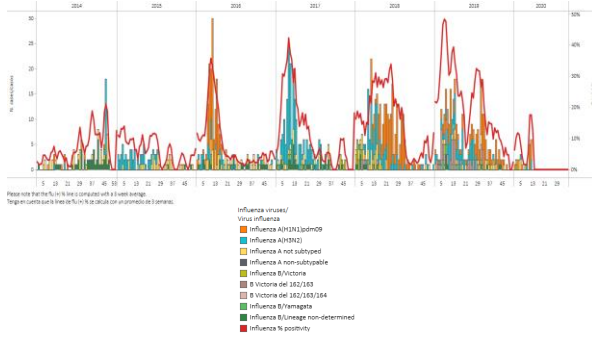 2014 2015 2016 2017 2018 2019 2020
30 50%
25 40%
20
30%
15
20%
10
5 10%
0 0%
5 13 21 29 37 45 53 5 13 21 29 37 45 5 13 21 29 37 45 5 13 21 29 37 45 5 13 21 29 37 45 5 13 21 29 37 45 5 13 21 29
Please note that the flu (+) % line is computed with a 3 week average.
Tenga en cuenta que la linea de flu (+) % se calcula con un promedio de 3 semanas.
Influenza viruses/
Virus influenza
Influenza A(H1N1)pdm09
Influenza A(H3N2)
Influenza A not subtyped
Influenza A non-subtypable
Influenza B/Victoria
B Victoria del 162/163
B Victoria del 162/163/164
Influenza B/Yamagata
Influenza B/Lineage non-determined
Influenza % positivity